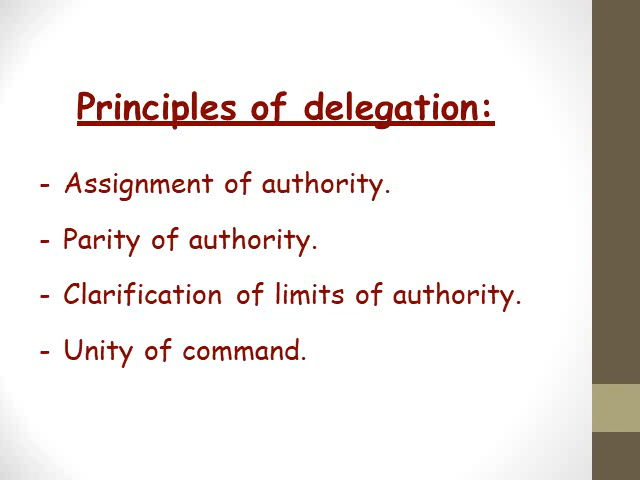 Principles of delegation:
- Assignment of authority.
- Parity of authority.
- Clarification of limits of authority.
- Unity of command.